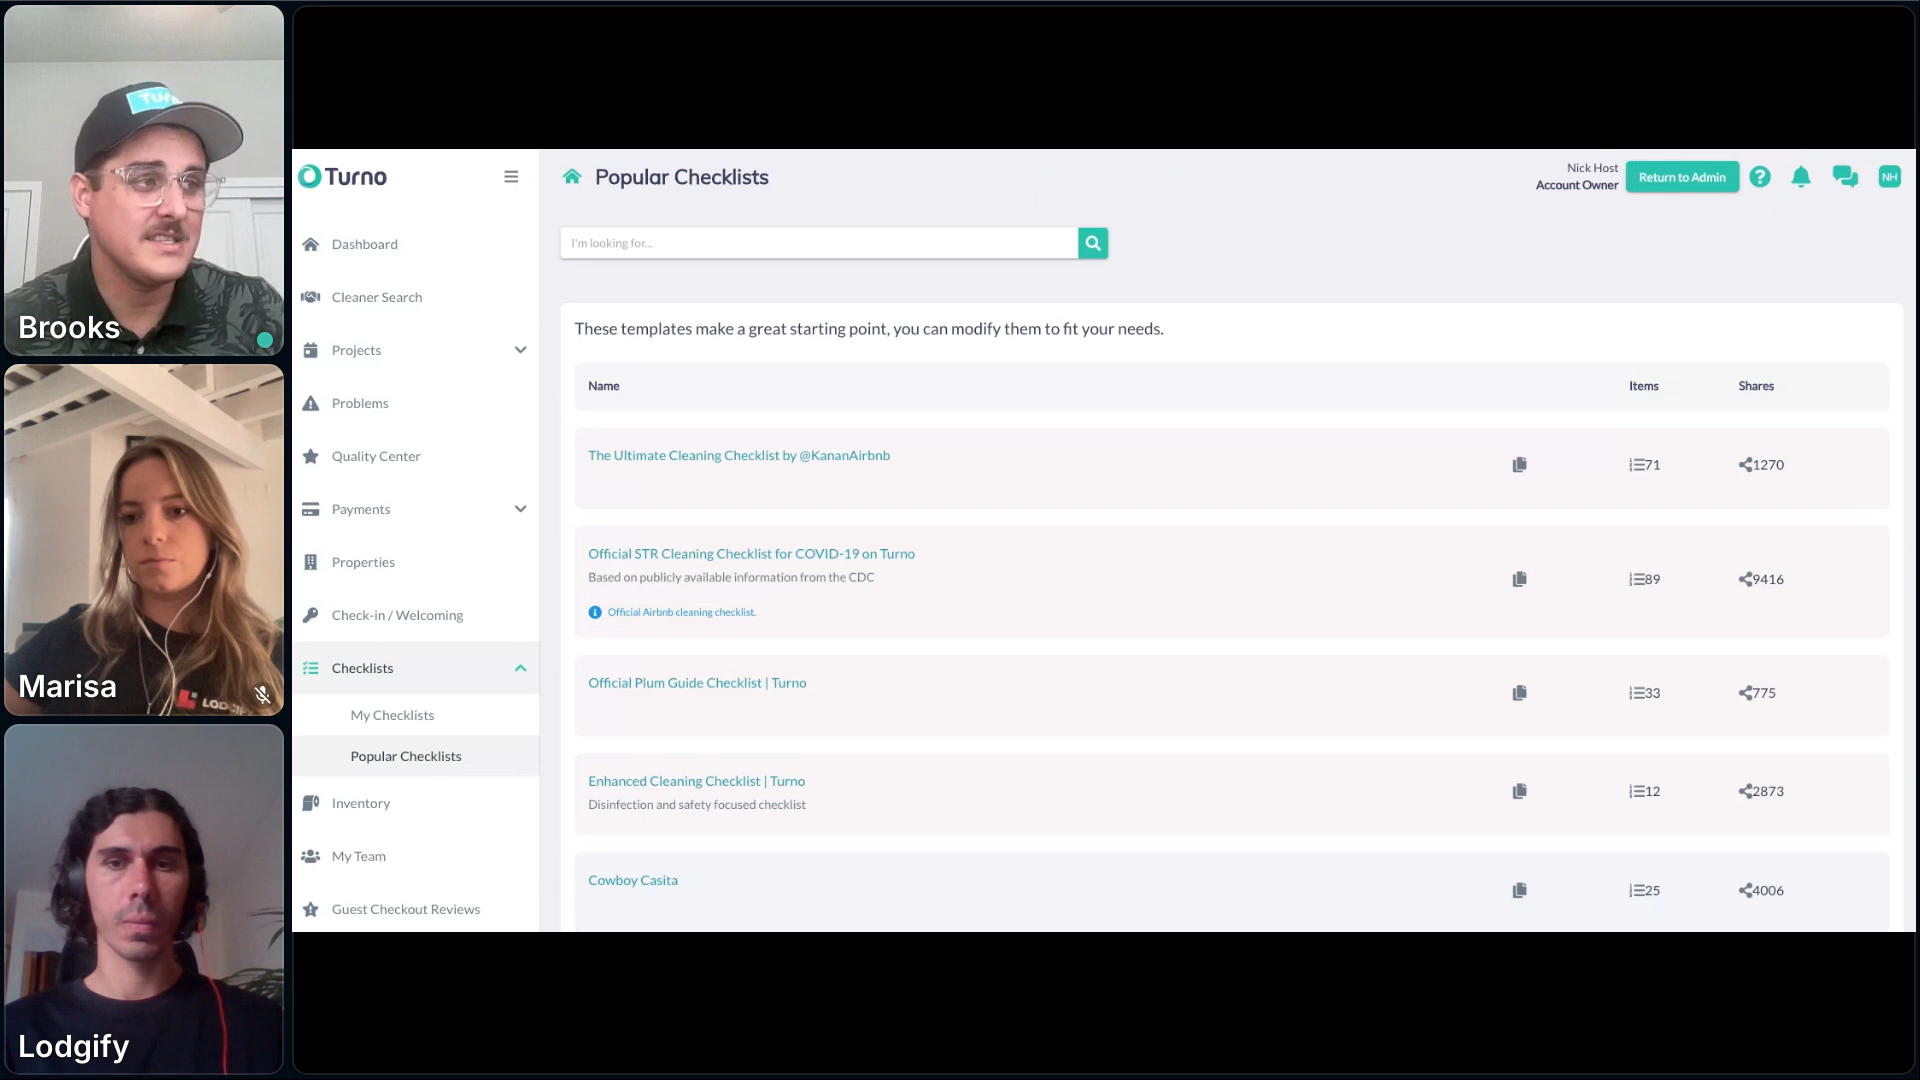 Brooks
Marisa
Lodgify
Turno
Dashboard
Cleaner Search
Projects
Problems
Quality Center
Payments
Properties
Check-in / Welcoming
Checklists
My Checklists
Popular Checklists
Inventory
My Team
Guest Checkout Reviews
Popular Checklists
Nick Host
Account Owner
Return to Admin
NH
I'm looking for...
These templates make a great starting point, you can modify them to fit your needs.
Name Items Shares
The Ultimate Cleaning Checklist by @KananAirbnb
71 1270
Official STR Cleaning Checklist for COVID-19 on Turno
Based on publicly available information from the CDC
Official Airbnb cleaning checklist.
89 9416
Official Plum Guide Checklist | Turno
33 775
Enhanced Cleaning Checklist | Turno
Disinfection and safety focused checklist
12 2873
Cowboy Casita
25 4006